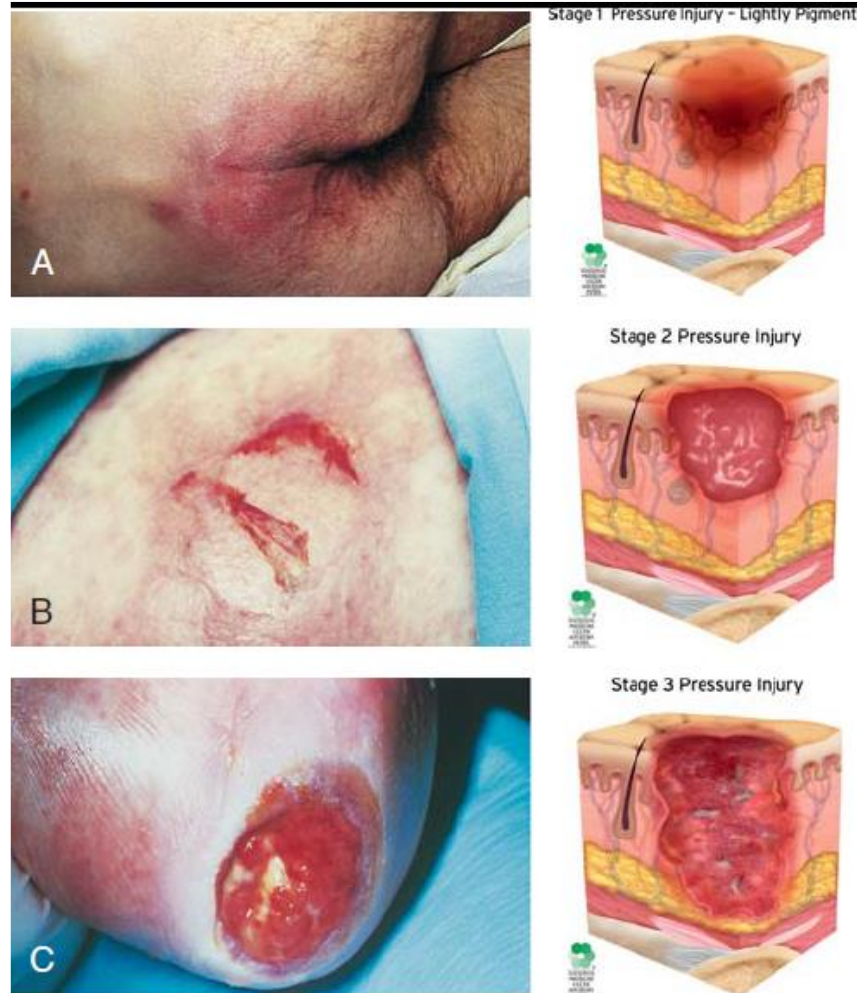 Stage 1 Pressure Injury - Lightly Pigment
A
Stage 2 Pressure Injury
B
Stage 3 Pressure Injury
C